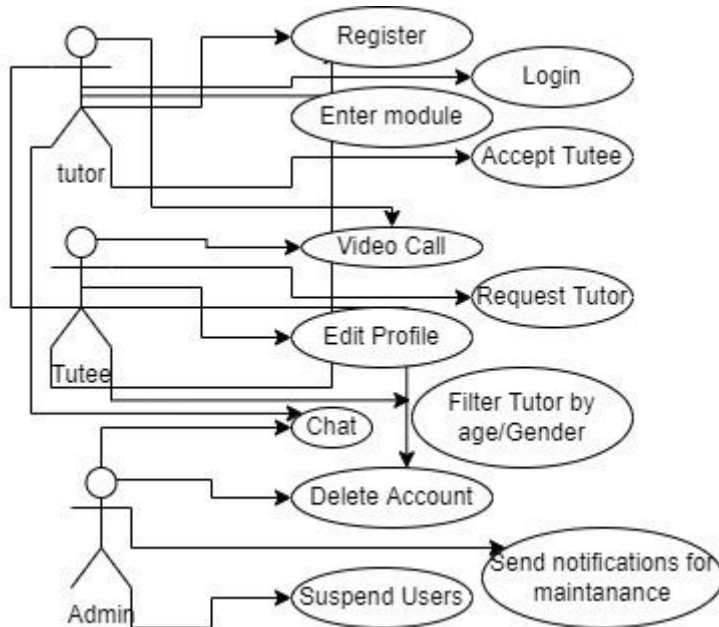 Register
Login
Enter module
Accept Tutee
tutor
Video Call
Request Tutor
Edit Profile
Tutee
Filter Tutor by
age/Gender
Chat
Delete Account
Send notifications for
maintanance
Suspend Users
Admin